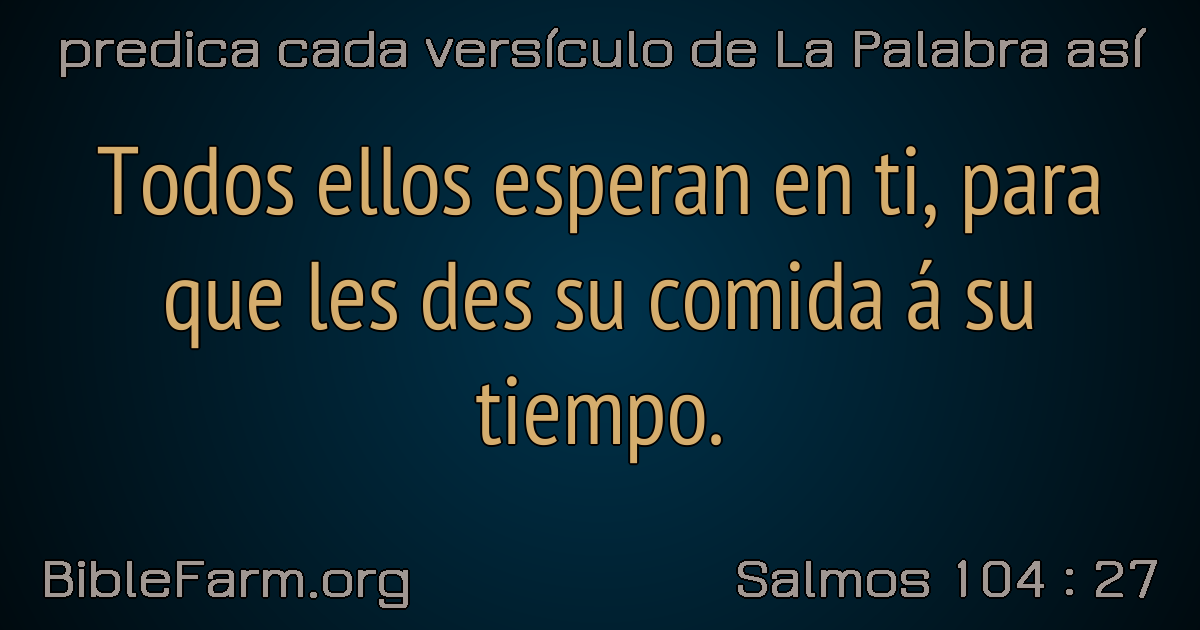 predica cada versículo de La Palabra así
Todos ellos esperan en ti, para
que les des su comida á su
tiempo.
BibleFarm.org
Salmos 104 : 27